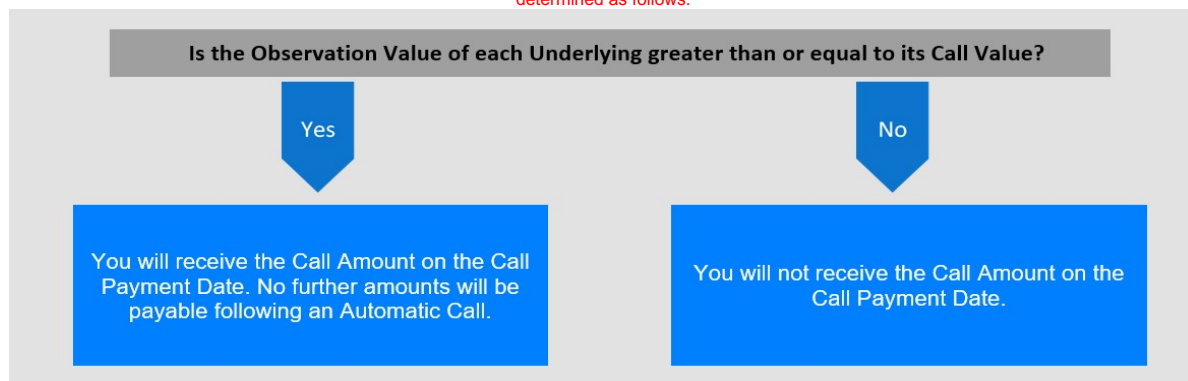 determined as follows:
Is the Observation Value of each Underlying greater than or equal to its Call Value?
Yes
No
You will receive the Call Amount on the Call
Payment Date. No further amounts will be
payable following an Automatic Call.
You will not receive the Call Amount on the
Call Payment Date.